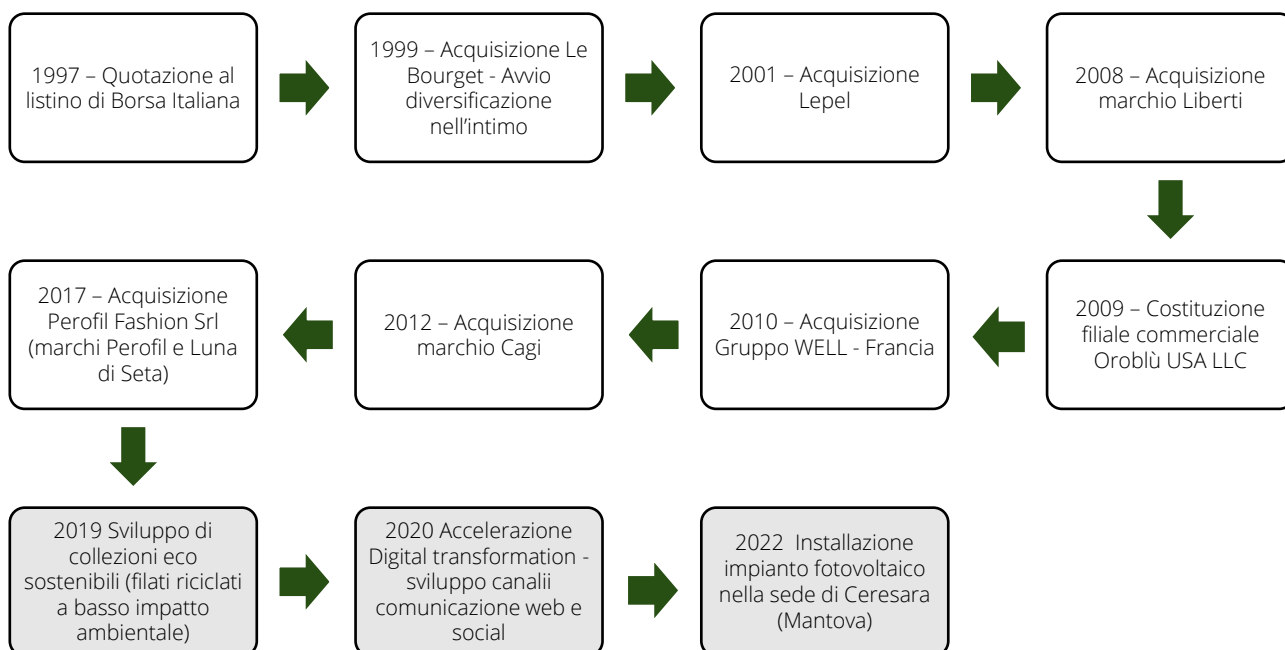 1997 – Quotazione al
listino di Borsa Italiana
1999 – Acquisizione Le
Bourget - Avvio
diversificazione
nell'intimo
2001 – Acquisizione
Lepel
2008 – Acquisizione
marchio Liberti
2009 – Costituzione
filiale commerciale
Oroblù USA LLC
2010 – Acquisizione
Gruppo WELL - Francia
2012 – Acquisizione
marchio Cagi
2017 – Acquisizione
Perofil Fashion Srl
(marchi Perofil e Luna
di Seta)
2019 Sviluppo di
collezioni eco
sostenibili (filati riciclati
a basso impatto
ambientale)
2020 Accelerazione
Digital transformation -
sviluppo canalii
comunicazione web e
social
2022  Installazione
impianto fotovoltaico
nella sede di Ceresara
(Mantova)